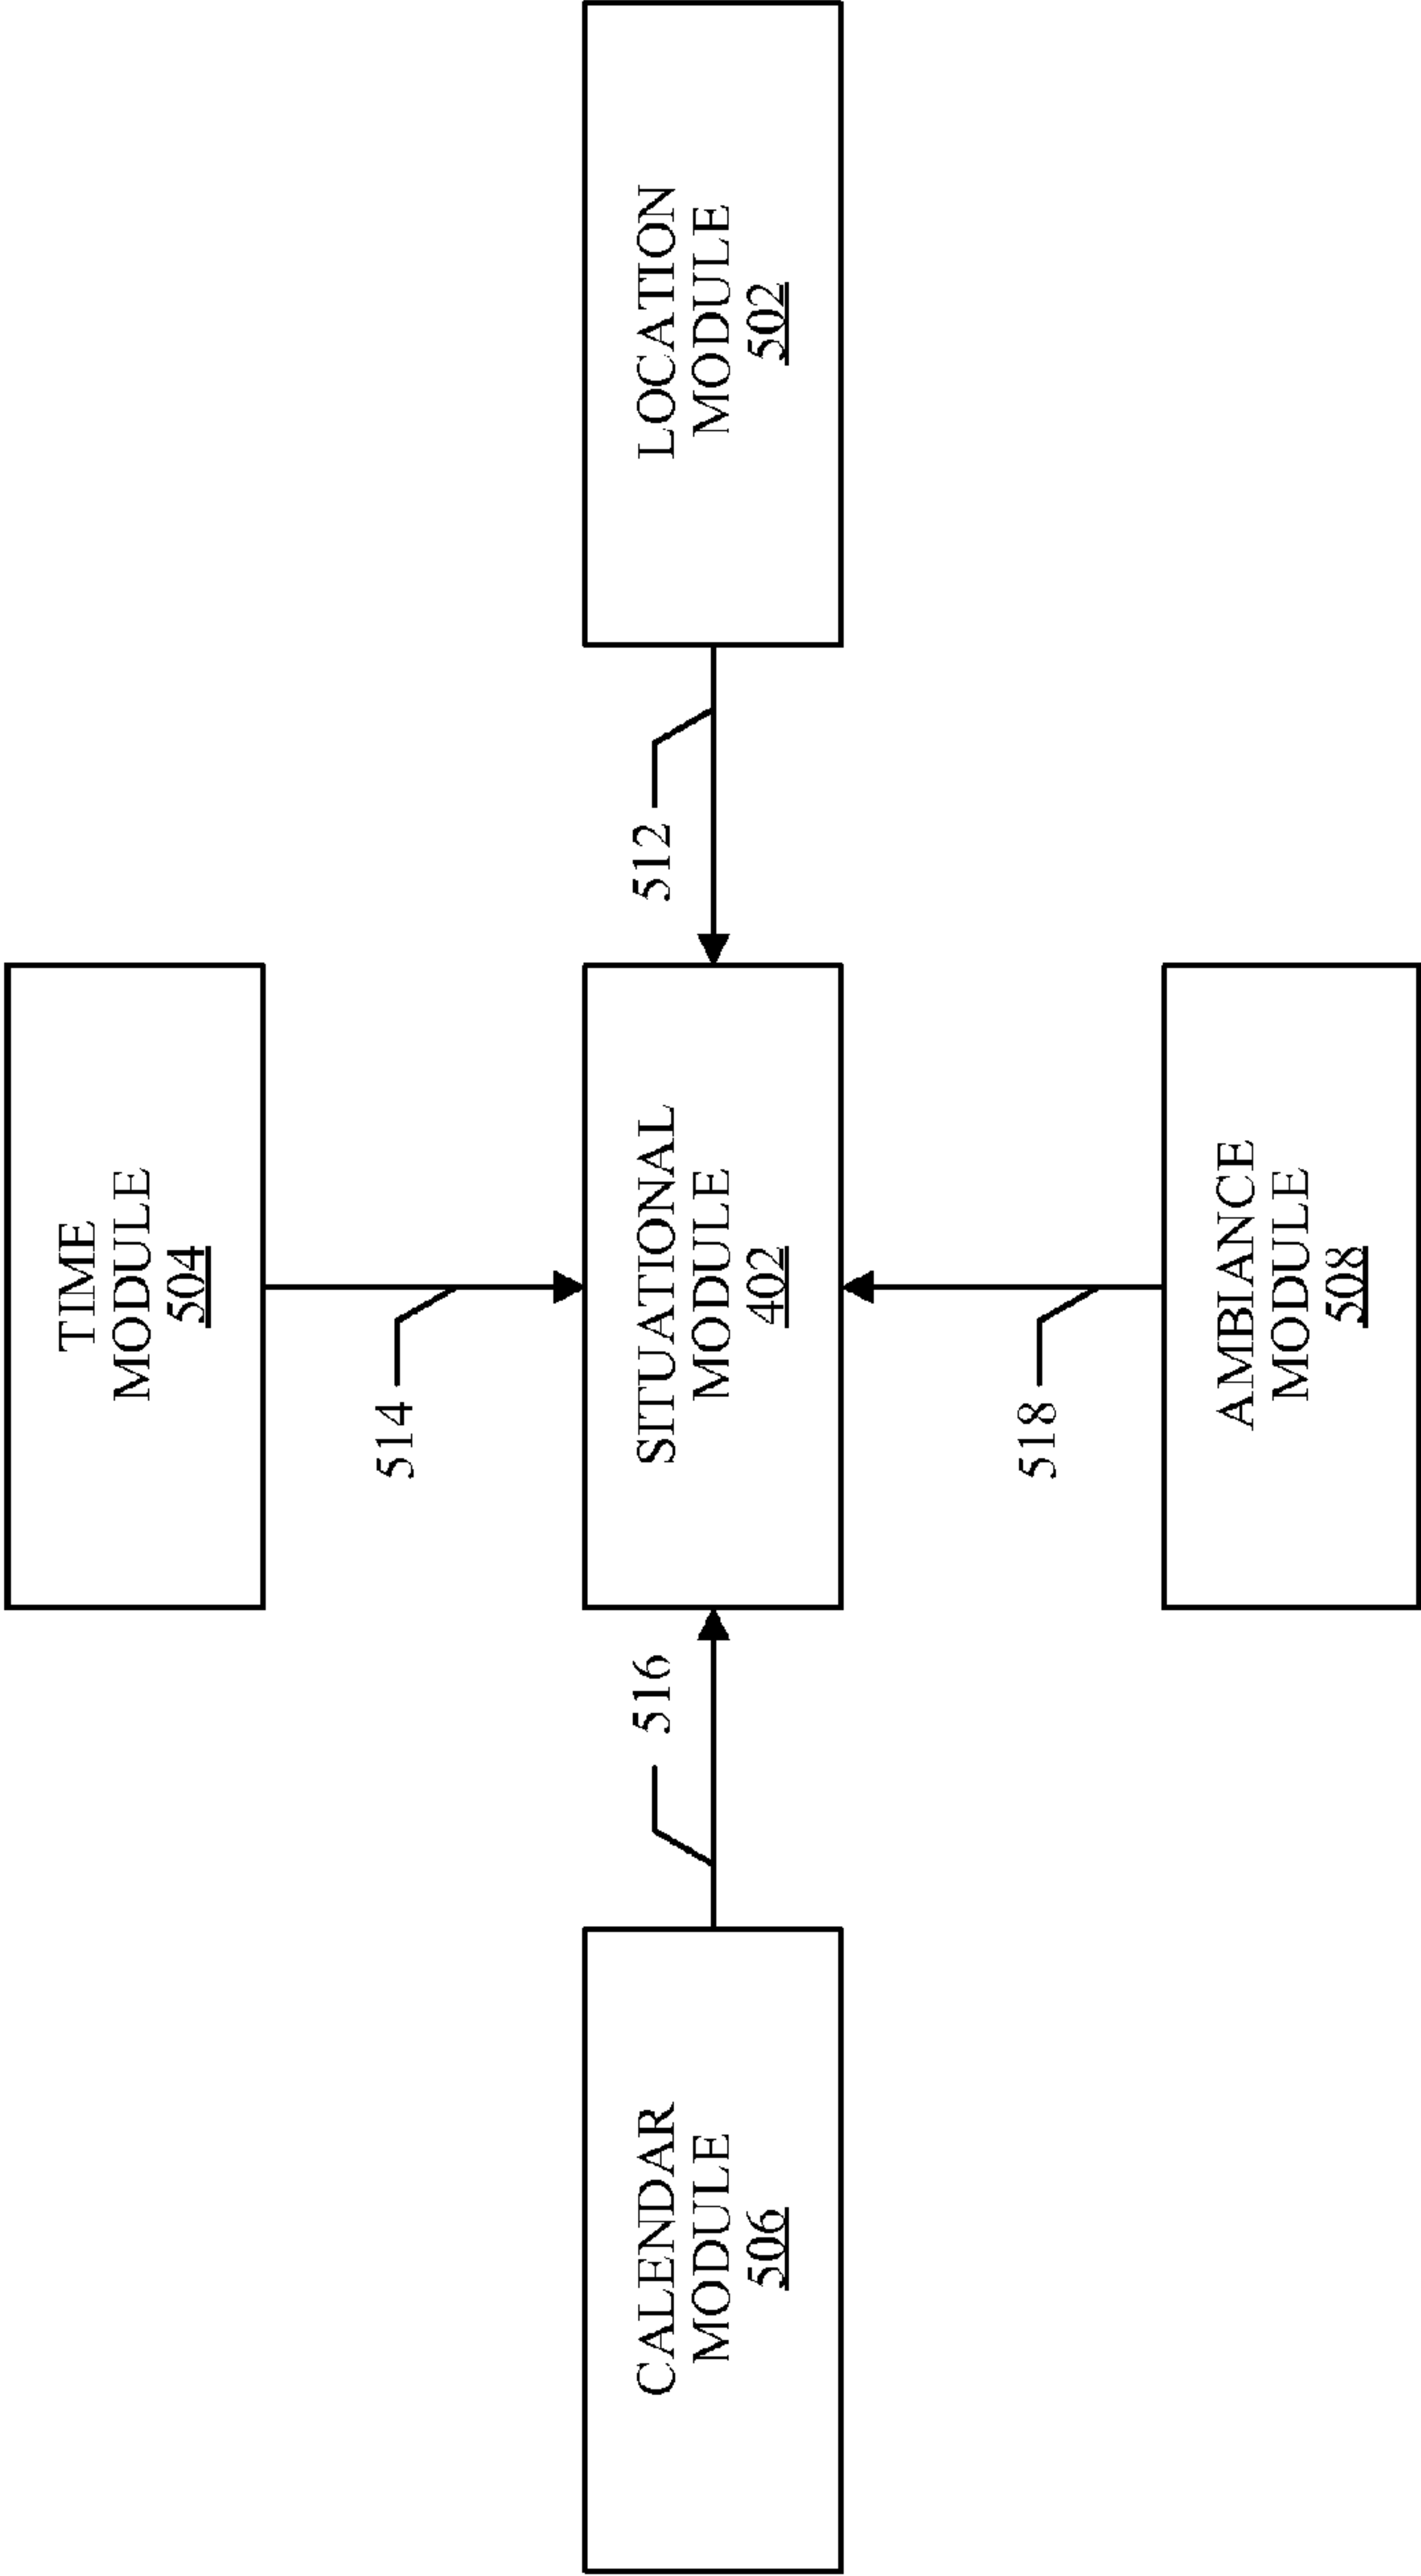 TIME
MODULE
504
514
CALENDAR
MODULE
506
516
SITUATIONAL
MODULE
402
512
LOCATION
MODULE
502
518
AMBIANCE
MODULE
508